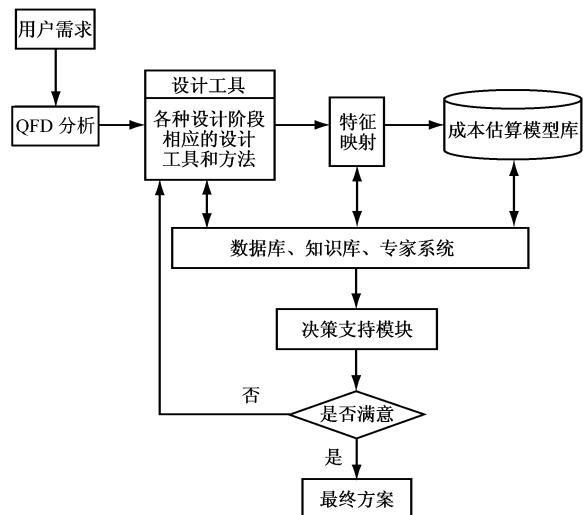 用户需求
QFD 分析
设计工具
各种设计阶段
相应的设计
工具和方法
特征
映射
成本估算模型库
数据库、知识库、专家系统
决策支持模块
是否满意
否
是
最终方案